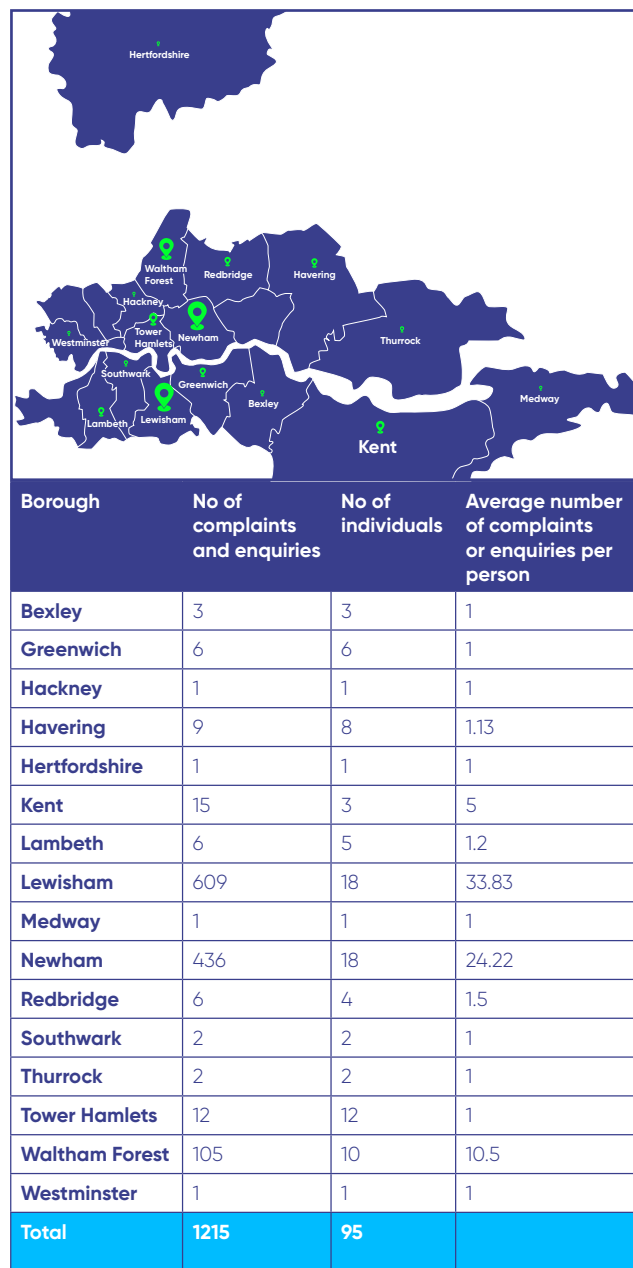 Hertfordshire
Waltham
Forest
Redbridge
Havering
Hackney
Tower
Hamlets
Newham
Westminster
Thurrock
Southwark
Greenwich
Bexley
Medway
Lambeth
Lewisham
Kent
Borough No of complaints and enquiries No of individuals Average number of complaints or enquiries per person
Bexley 3 3 1
Greenwich 6 6 1
Hackney 1 1 1
Havering 9 8 1.13
Hertfordshire 1 1 1
Kent 15 3 5
Lambeth 6 5 1.2
Lewisham 609 18 33.83
Medway 1 1 1
Newham 436 18 24.22
Redbridge 6 4 1.5
Southwark 2 2 1
Thurrock 2 2 1
Tower Hamlets 12 12 1
Waltham Forest 105 10 10.5
Westminster 1 1 1
Total 1215 95